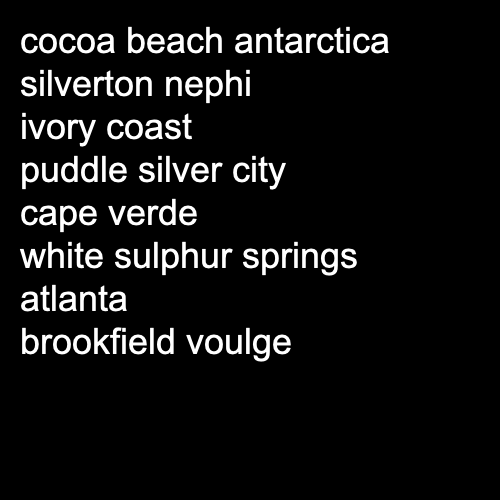 cocoa beach antarctica
silverton nephi
ivory coast
puddle silver city
cape verde
white sulphur springs
atlanta
brookfield voulge